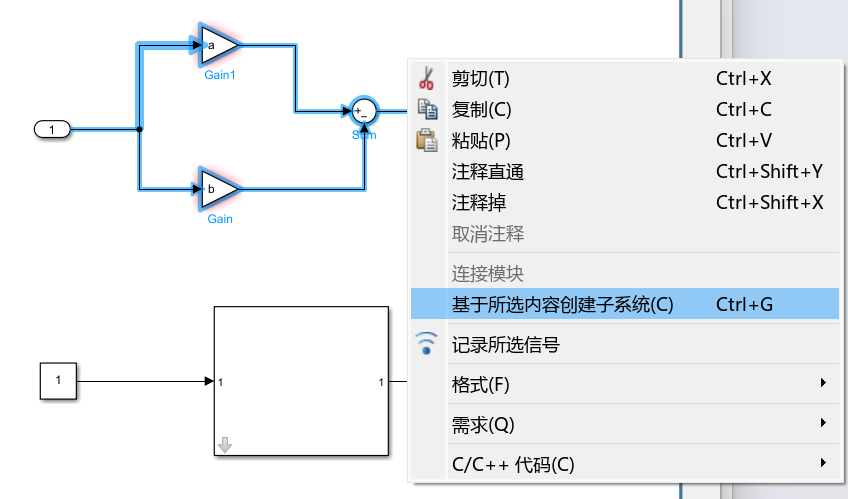 a
Gain1
1
+
−
Sum
b
Gain
1
1
1
剪切(T) Ctrl+X
复制(C) Ctrl+C
粘贴(P) Ctrl+V
注释直通 Ctrl+Shift+Y
注释掉 Ctrl+Shift+X
取消注释
连接模块
基于所选内容创建子系统(C) Ctrl+G
记录所选信号
格式(F)
需求(Q)
C/C++ 代码(C)